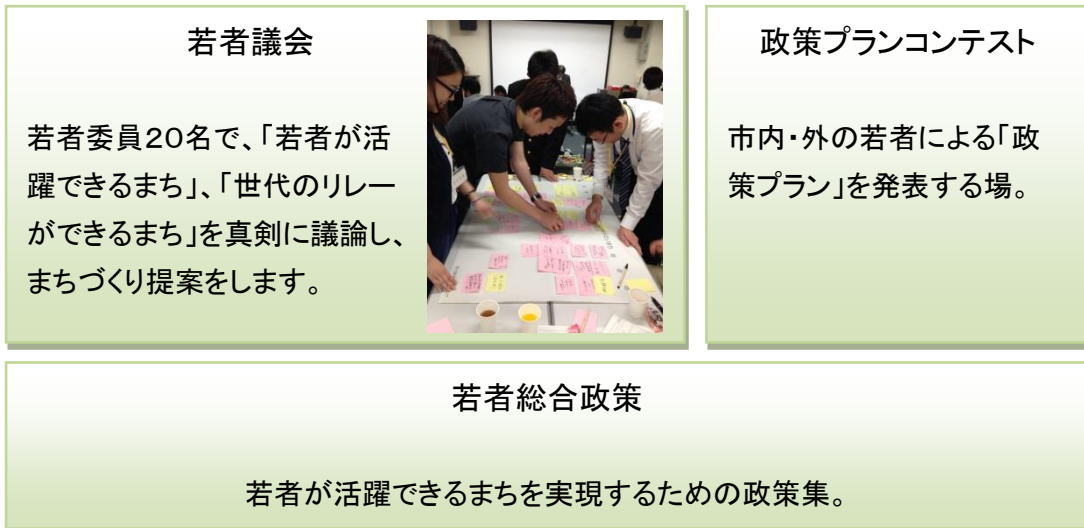 若者議会
若者委員20名で、「若者が活
躍できるまち」、「世代のリレー
ができるまち」を真剣に議論し、
まちづくり提案をします。
政策プランコンテスト
市内・外の若者による「政
策プラン」を発表する場。
若者総合政策
若者が活躍できるまちを実現するための政策集。